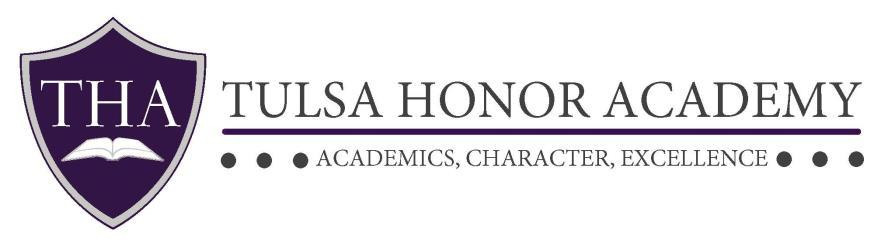 THA
TULSA HONOR ACADEMY
ACADEMICS, CHARACTER, EXCELLENCE